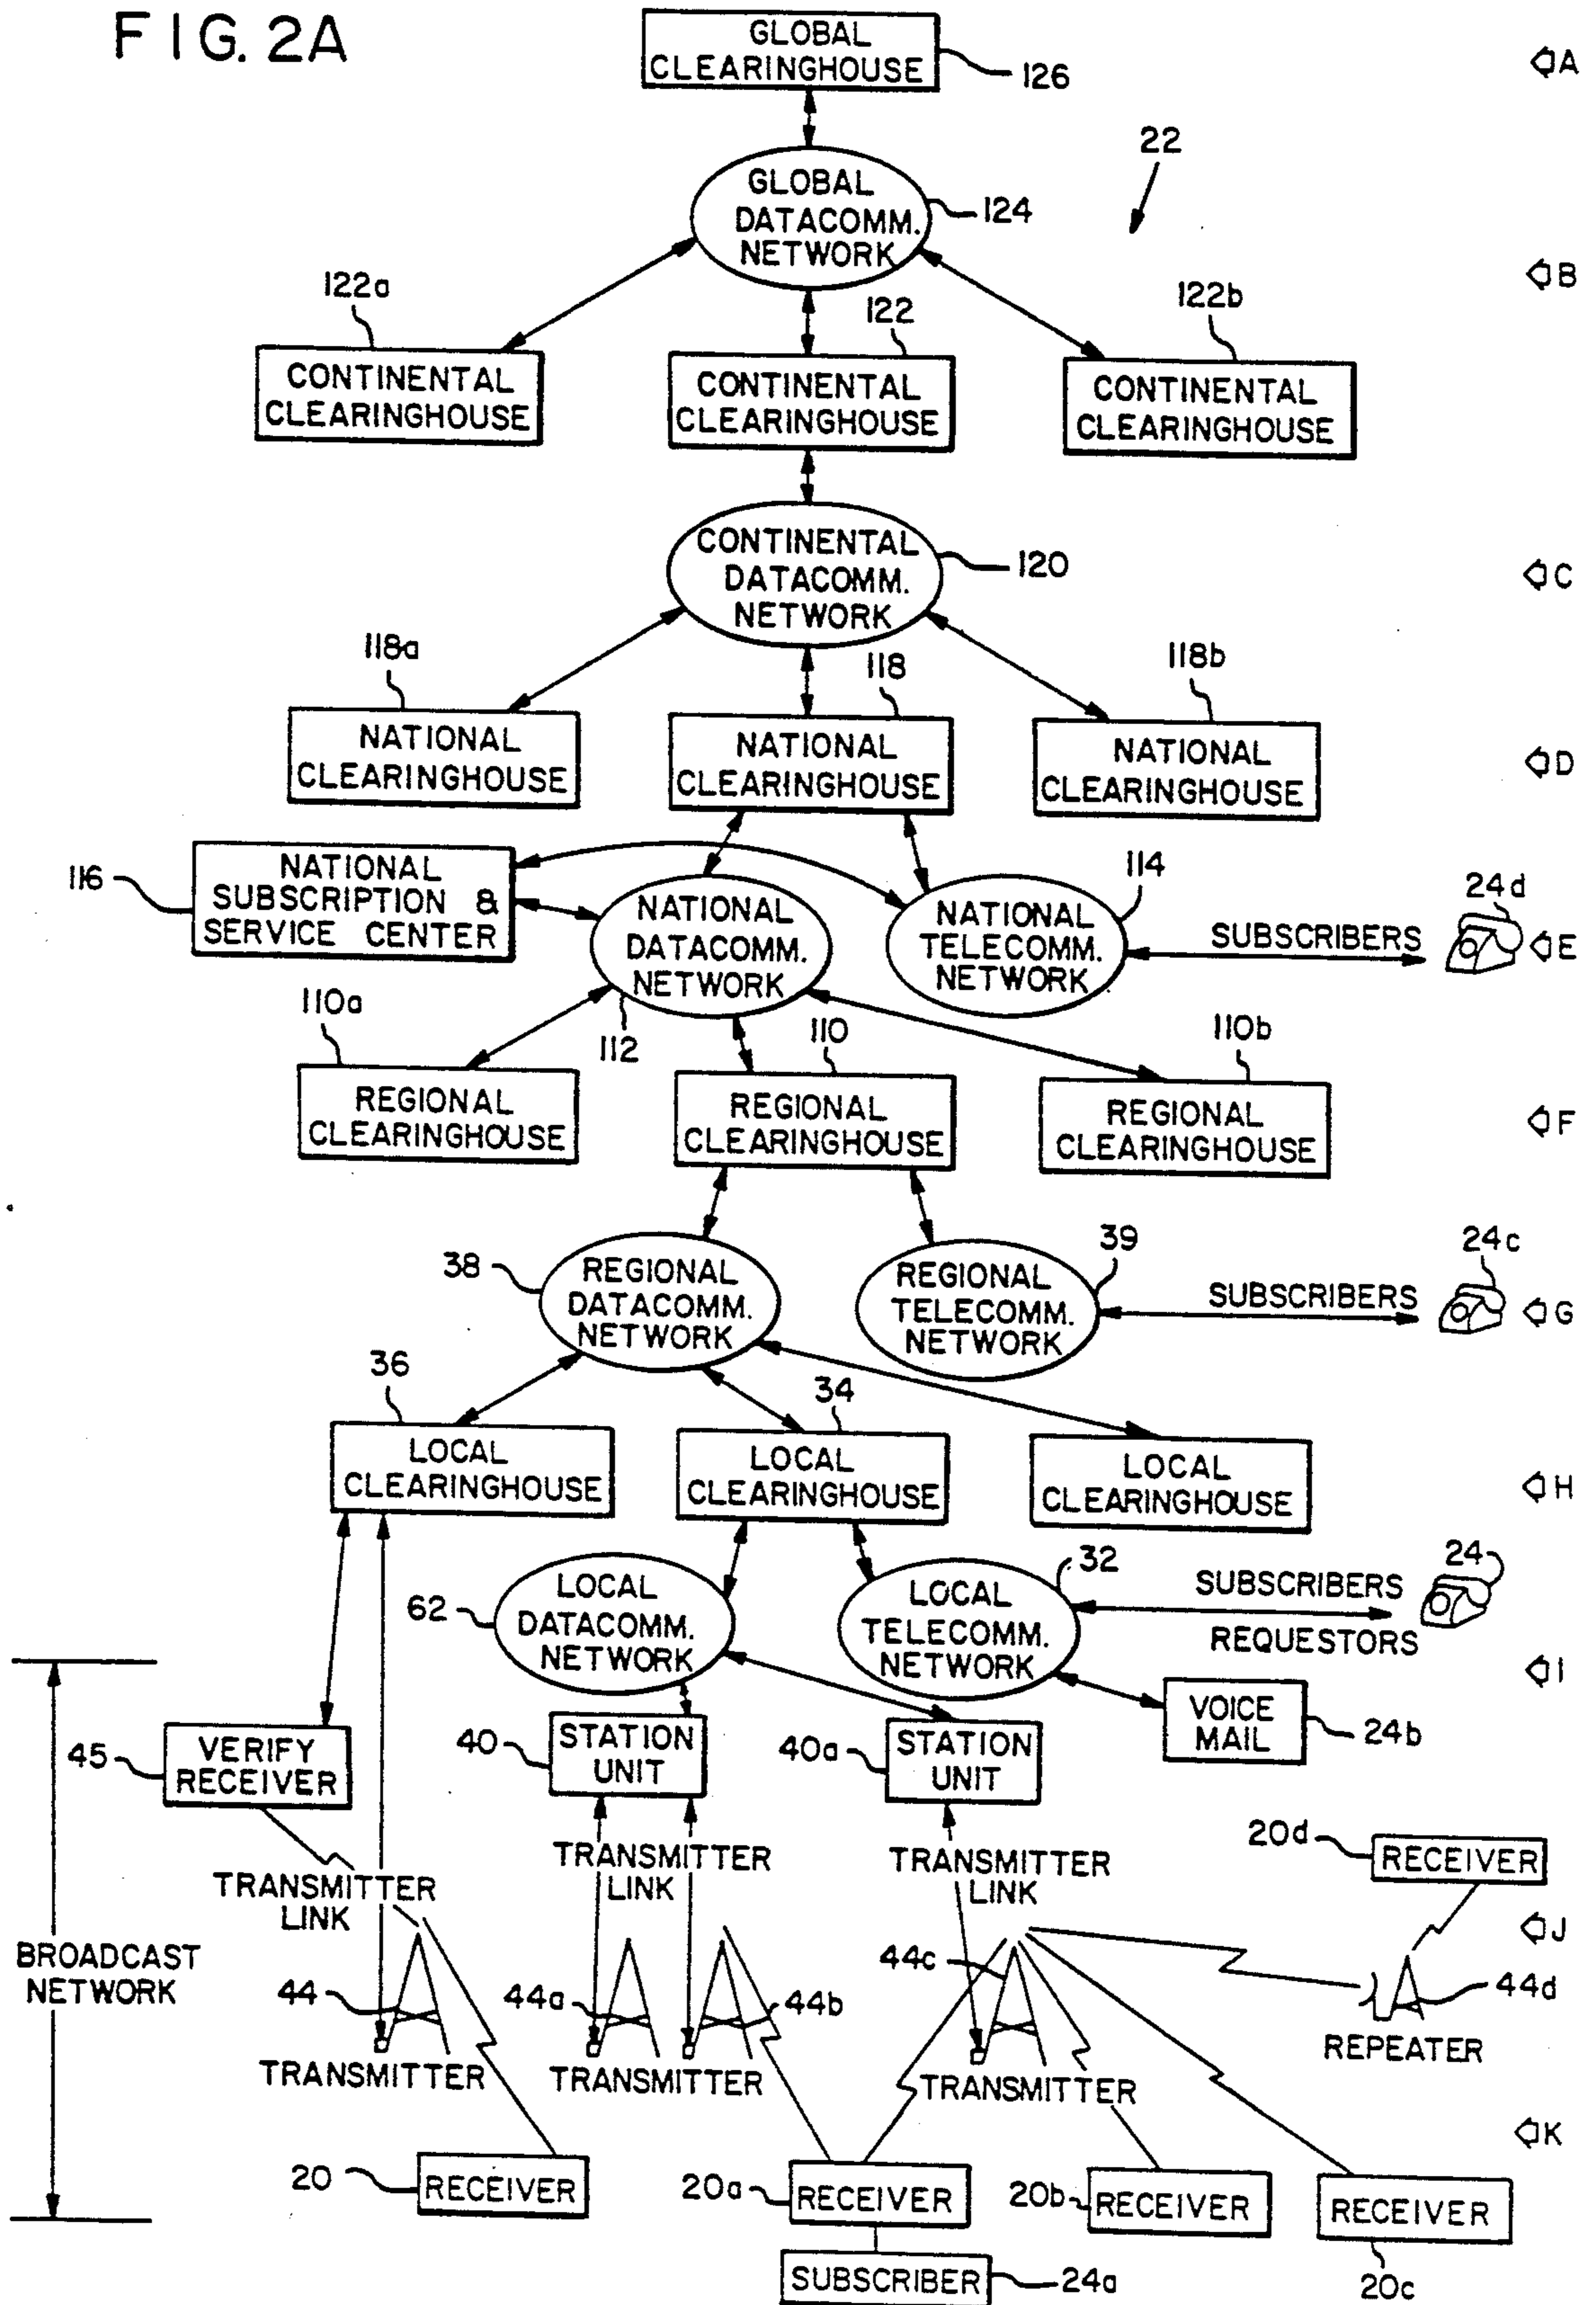 FIG. 2A
GLOBAL
CLEARINGHOUSE
126
A
22
GLOBAL
DATACOMM.
NETWORK
124
B
122a
122
122b
CONTINENTAL
CLEARINGHOUSE
CONTINENTAL
CLEARINGHOUSE
CONTINENTAL
CLEARINGHOUSE
CONTINENTAL
DATACOMM.
NETWORK
120
C
118a
118
118b
NATIONAL
CLEARINGHOUSE
NATIONAL
CLEARINGHOUSE
NATIONAL
CLEARINGHOUSE
D
116
NATIONAL
SUBSCRIPTION &
SERVICE CENTER
NATIONAL
DATACOMM.
NETWORK
112
NATIONAL
TELECOMM.
NETWORK
114
SUBSCRIBERS
24d
E
110a
110
110b
REGIONAL
CLEARINGHOUSE
REGIONAL
CLEARINGHOUSE
REGIONAL
CLEARINGHOUSE
F
38
REGIONAL
DATACOMM.
NETWORK
REGIONAL
TELECOMM.
NETWORK
39
SUBSCRIBERS
24c
G
36
34
LOCAL
CLEARINGHOUSE
LOCAL
CLEARINGHOUSE
LOCAL
CLEARINGHOUSE
H
62
LOCAL
DATACOMM.
NETWORK
LOCAL
TELECOMM.
NETWORK
32
SUBSCRIBERS
REQUESTORS
24
I
45
VERIFY
RECEIVER
40
STATION
UNIT
40a
STATION
UNIT
VOICE
MAIL
24b
TRANSMITTER
LINK
TRANSMITTER
LINK
TRANSMITTER
LINK
20d
RECEIVER
J
BROADCAST
NETWORK
44
44a
44b
44c
44d
TRANSMITTER
TRANSMITTER
TRANSMITTER
REPEATER
K
20
RECEIVER
20a
RECEIVER
20b
RECEIVER
RECEIVER
20c
SUBSCRIBER
24a